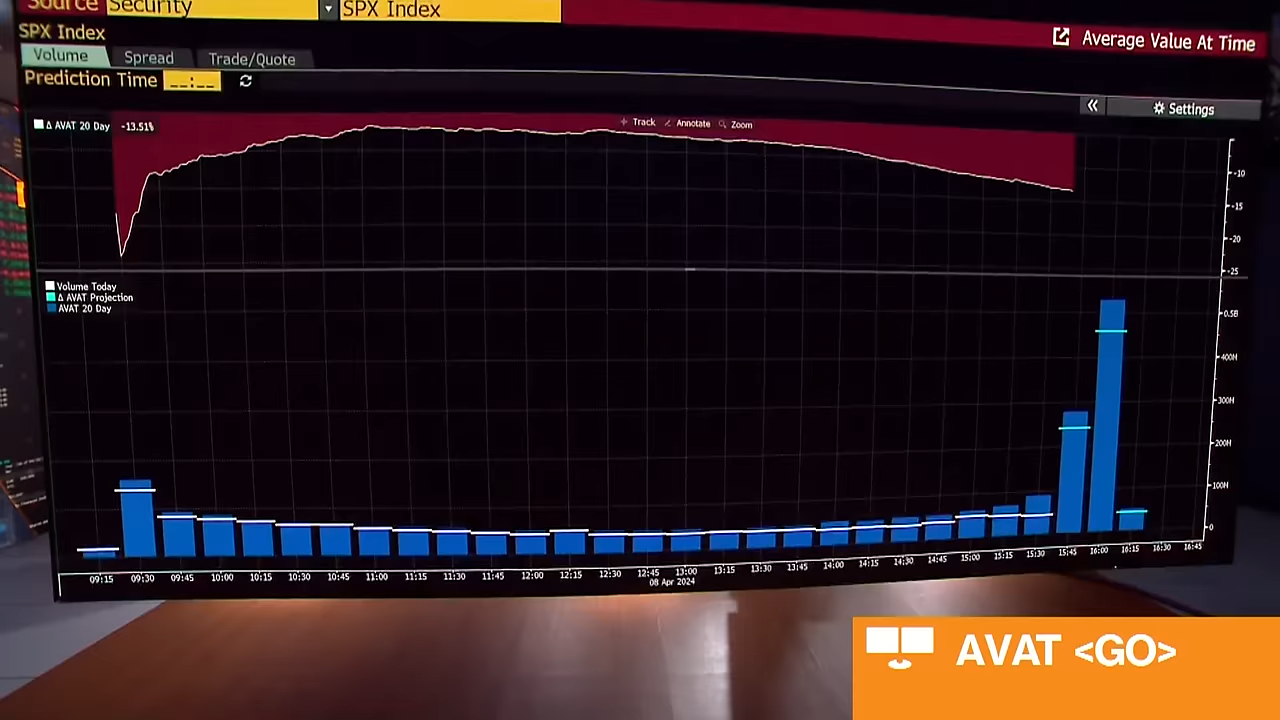 Source Security SPX Index
SPX Index
Average Value At Time
Volume Spread Trade/Quote
Prediction Time __:__
« Settings
Δ AVAT 20 Day -13.51%
Track Annotate Zoom
-10
-15
-20
-25
Volume Today
Δ AVAT Projection
AVAT 20 Day
0.5B
400M
300M
200M
100M
0
09:15 09:30 09:45 10:00 10:15 10:30 10:45 11:00 11:15 11:30 11:45 12:00 12:15 12:30 12:45 13:00 13:15 13:30 13:45 14:00 14:15 14:30 14:45 15:00 15:15 15:30 15:45 16:00 16:15 16:30 16:45
08 Apr 2024
AVAT <GO>